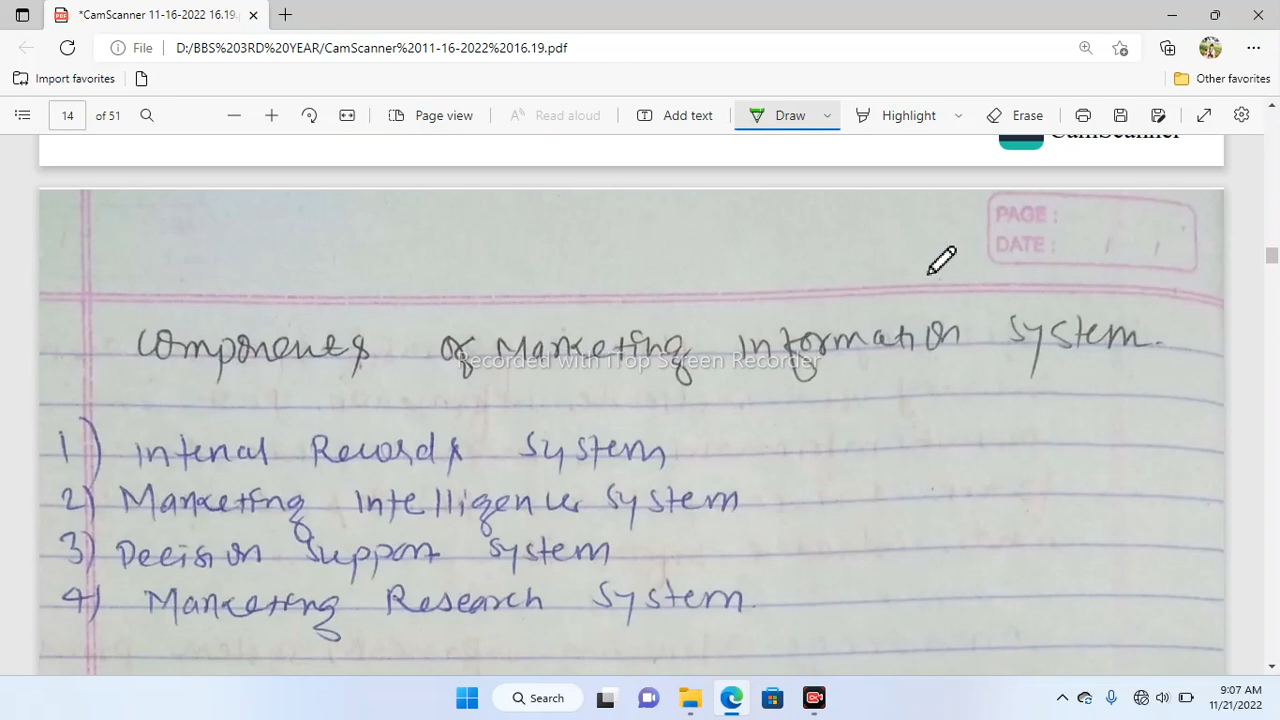 *CamScanner 11-16-2022 16.19.p
File D:/BBS%203RD%20YEAR/CamScanner%2011-16-2022%2016.19.pdf
Import favorites Other favorites
14 of 51 Page view Read aloud Add text Draw Highlight Erase
CamScanner
PAGE :
DATE : / /
Components of Marketing Information System.
Recorded with iTop Screen Recorder
1) Intenal Records System
2) Marketing Intelligence System
3) Decision Support System
4) Marketing Research System.
Search
9:07 AM
11/21/2022